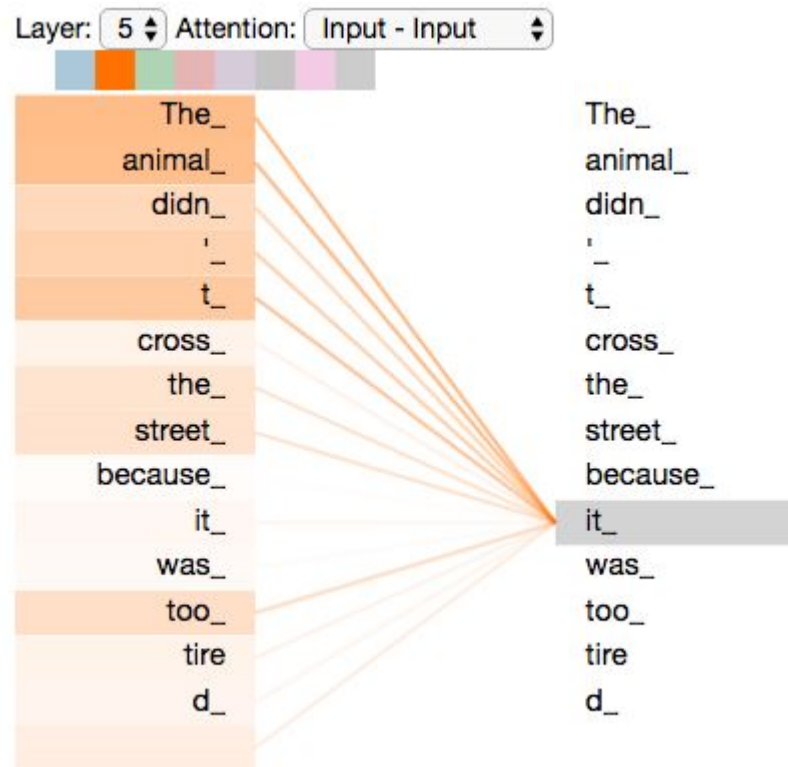 Layer: 5 Attention: Input - Input
The_ The_
animal_ animal_
didn_ didn_
'_ '_
t_ t_
cross_ cross_
the_ the_
street_ street_
because_ because_
it_ it_
was_ was_
too_ too_
tire tire
d_ d_